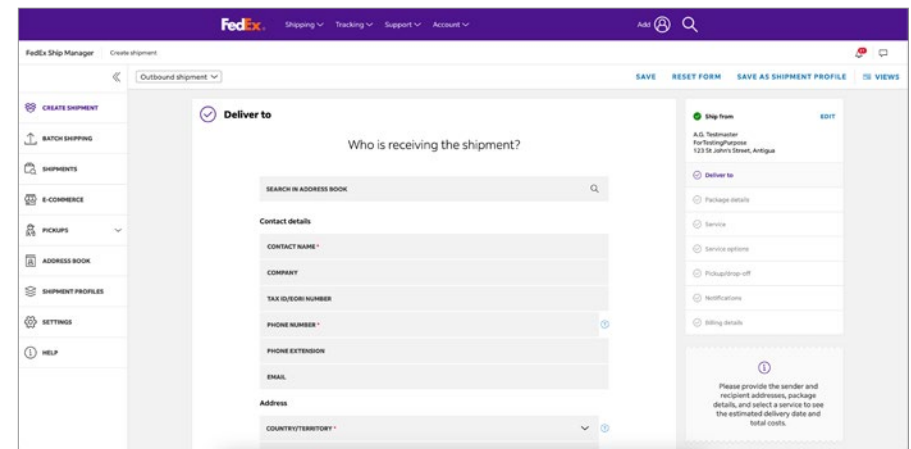 FedEx. Shipping Tracking Support Account Add
FedEx Ship Manager Create shipment
Outbound shipment SAVE RESET FORM SAVE AS SHIPMENT PROFILE VIEWS
CREATE SHIPMENT
BATCH SHIPPING
SHIPMENTS
E-COMMERCE
PICKUPS
ADDRESS BOOK
SHIPMENT PROFILES
SETTINGS
HELP
Deliver to
Who is receiving the shipment?
SEARCH IN ADDRESS BOOK
Contact details
CONTACT NAME *
COMPANY
TAX ID/EORI NUMBER
PHONE NUMBER *
PHONE EXTENSION
EMAIL
Address
COUNTRY/TERRITORY *
Ship from EDIT
A.G. Testmaster
ForTestingPurpose
123 St John's Street, Antigua
Deliver to
Package details
Service
Service options
Pickup/drop-off
Notifications
Billing details
Please provide the sender and
recipient addresses, package
details, and select a service to see
the estimated delivery date and
total costs.